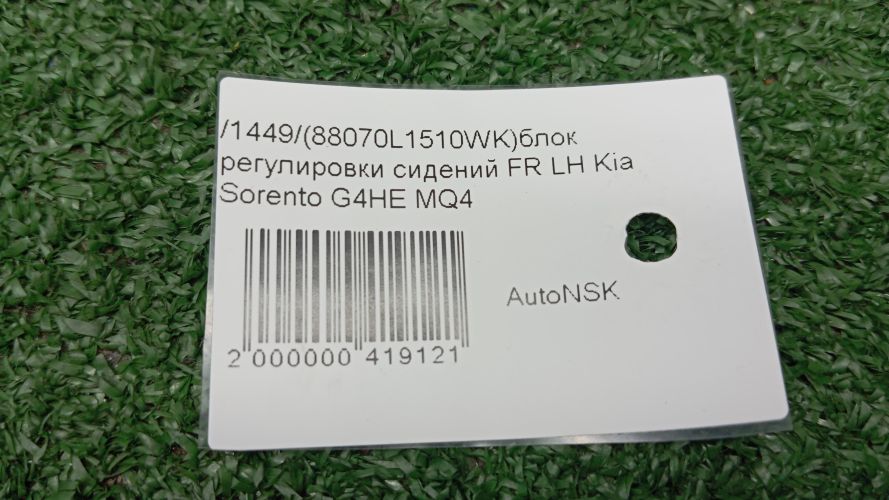 /1449/(88070L1510WK)блок
регулировки сидений FR LH Kia
Sorento G4HE MQ4
AutoNSK
2 000000 419121